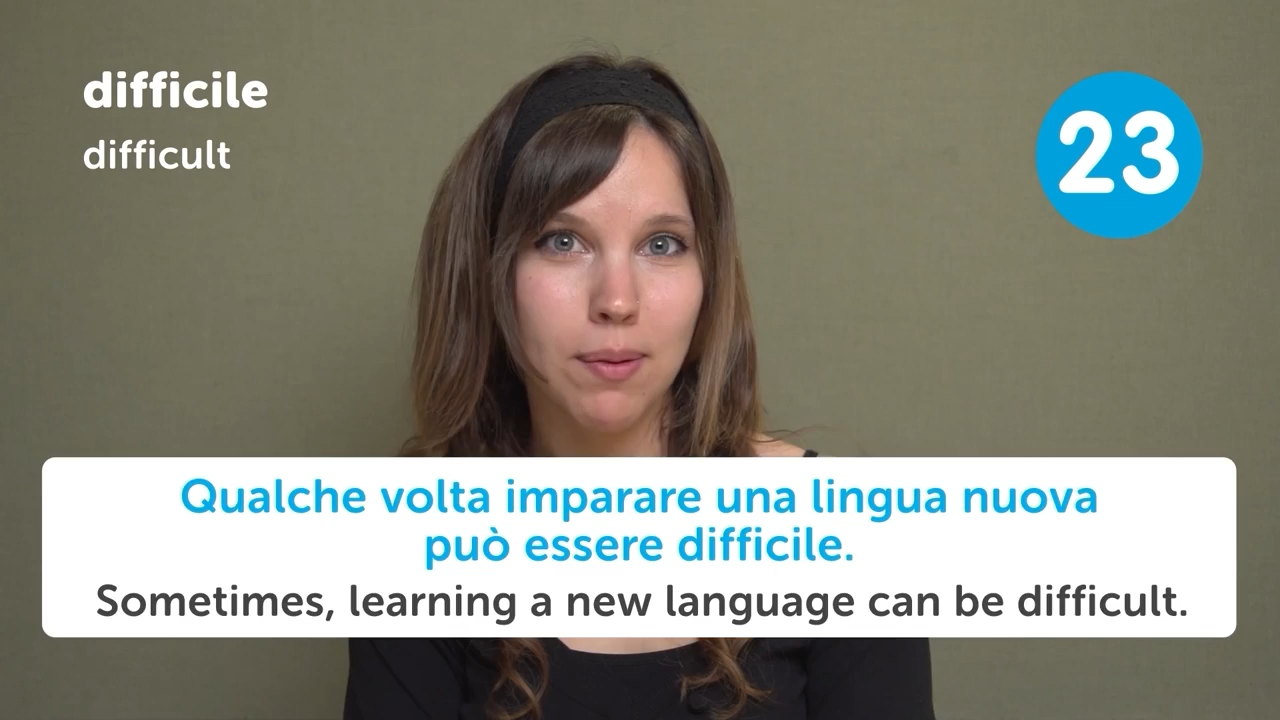 difficile
difficult
23
Qualche volta imparare una lingua nuova
può essere difficile.
Sometimes, learning a new language can be difficult.